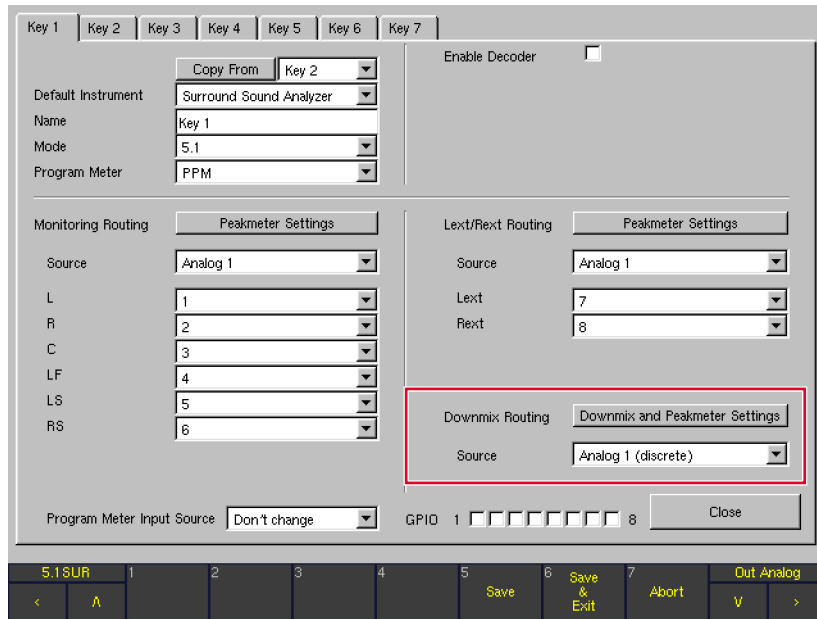 Key 1 Key 2 Key 3 Key 4 Key 5 Key 6 Key 7
Copy From Key 2
Default Instrument Surround Sound Analyzer
Name Key 1
Mode 5.1
Program Meter PPM
Enable Decoder
Monitoring Routing Peakmeter Settings
Source Analog 1
L 1
R 2
C 3
LF 4
LS 5
RS 6
Lext/Rext Routing Peakmeter Settings
Source Analog 1
Lext 7
Rext 8
Downmix Routing Downmix and Peakmeter Settings
Source Analog 1 (discrete)
Program Meter Input Source Don't change
GPIO 1 8
Close
5.1SUR 1 2 3 4 5 Save 6 Save & Exit 7 Abort Out Analog
< Λ V >